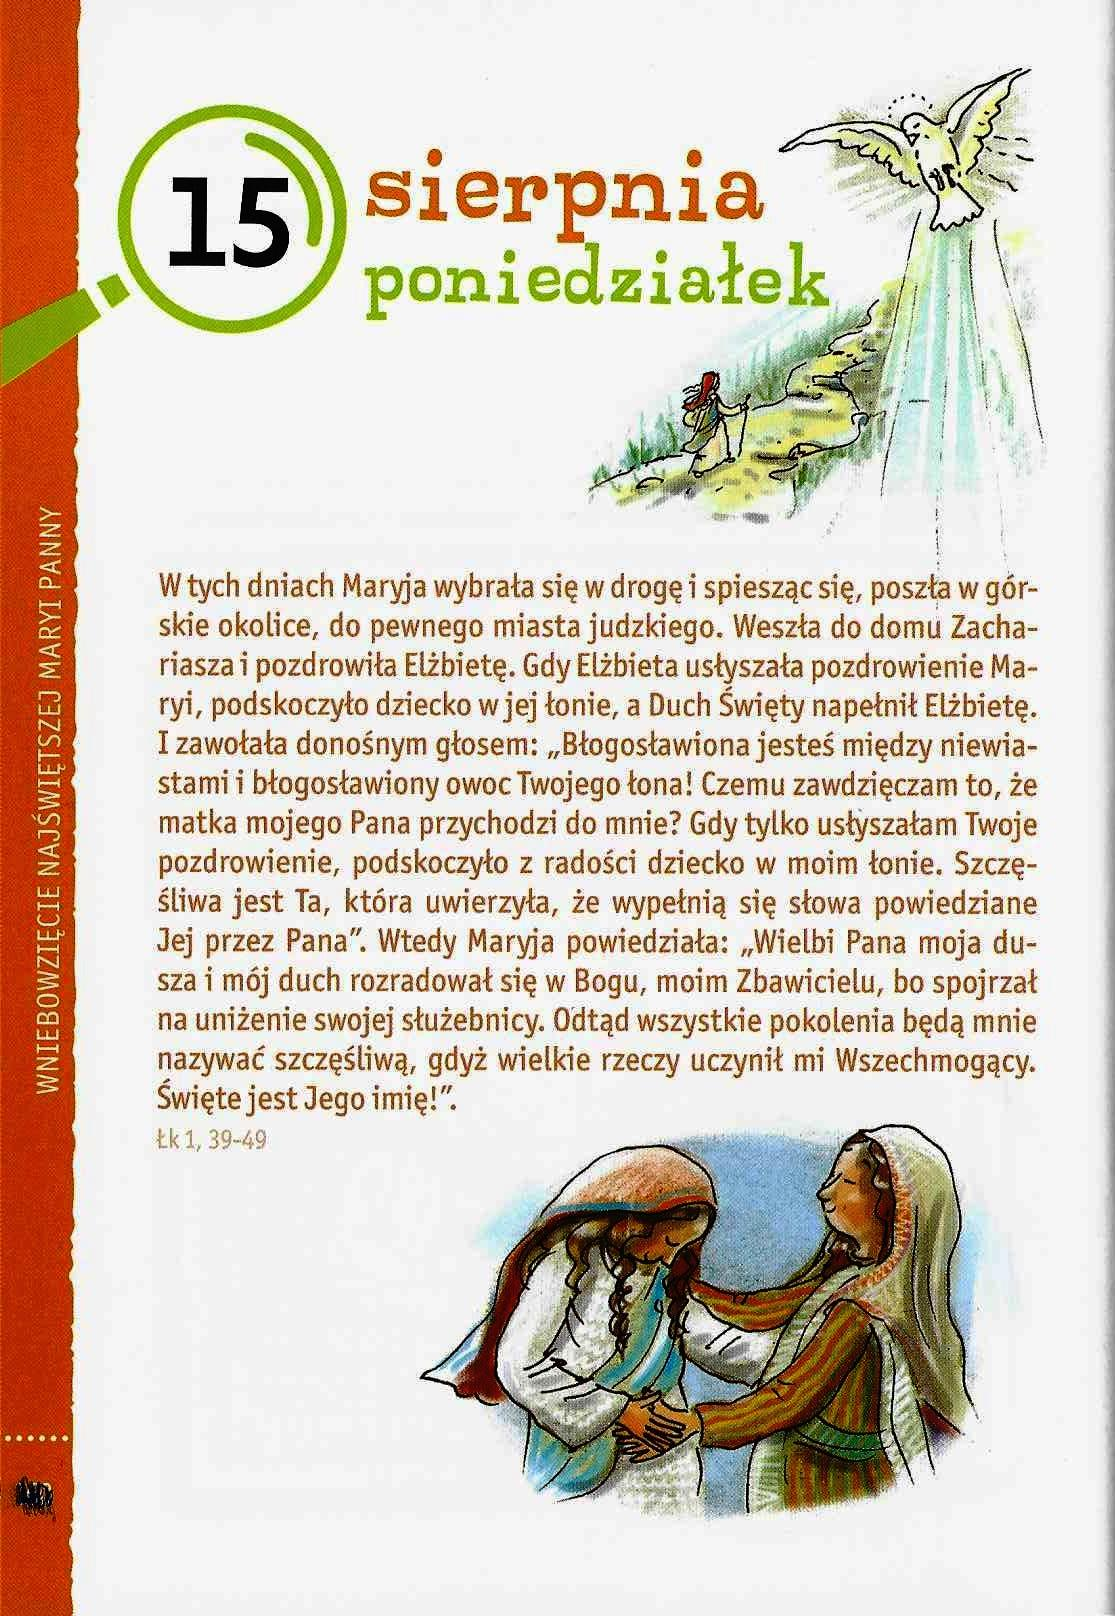 15
sierpnia
poniedziałek
WNIEBOWZIĘCIE NAJŚWIĘTSZEJ MARYI PANNY
W tych dniach Maryja wybrała się w drogę i spiesząc się, poszła w gór-
skie okolice, do pewnego miasta judzkiego. Weszła do domu Zacha-
riasza i pozdrowiła Elżbietę. Gdy Elżbieta usłyszała pozdrowienie Ma-
ryi, podskoczyło dziecko w jej łonie, a Duch Święty napełnił Elżbietę.
I zawołała donośnym głosem: „Błogosławiona jesteś między niewia-
stami i błogosławiony owoc Twojego łona! Czemu zawdzięczam to, że
matka mojego Pana przychodzi do mnie? Gdy tylko usłyszałam Twoje
pozdrowienie, podskoczyło z radości dziecko w moim łonie. Szczę-
śliwa jest Ta, która uwierzyła, że wypełnią się słowa powiedziane
Jej przez Pana”. Wtedy Maryja powiedziała: „Wielbi Pana moja du-
sza i mój duch rozradował się w Bogu, moim Zbawicielu, bo spojrzał
na uniżenie swojej służebnicy. Odtąd wszystkie pokolenia będą mnie
nazywać szczęśliwą, gdyż wielkie rzeczy uczynił mi Wszechmogący.
Święte jest Jego imię!”.
Łk 1, 39-49